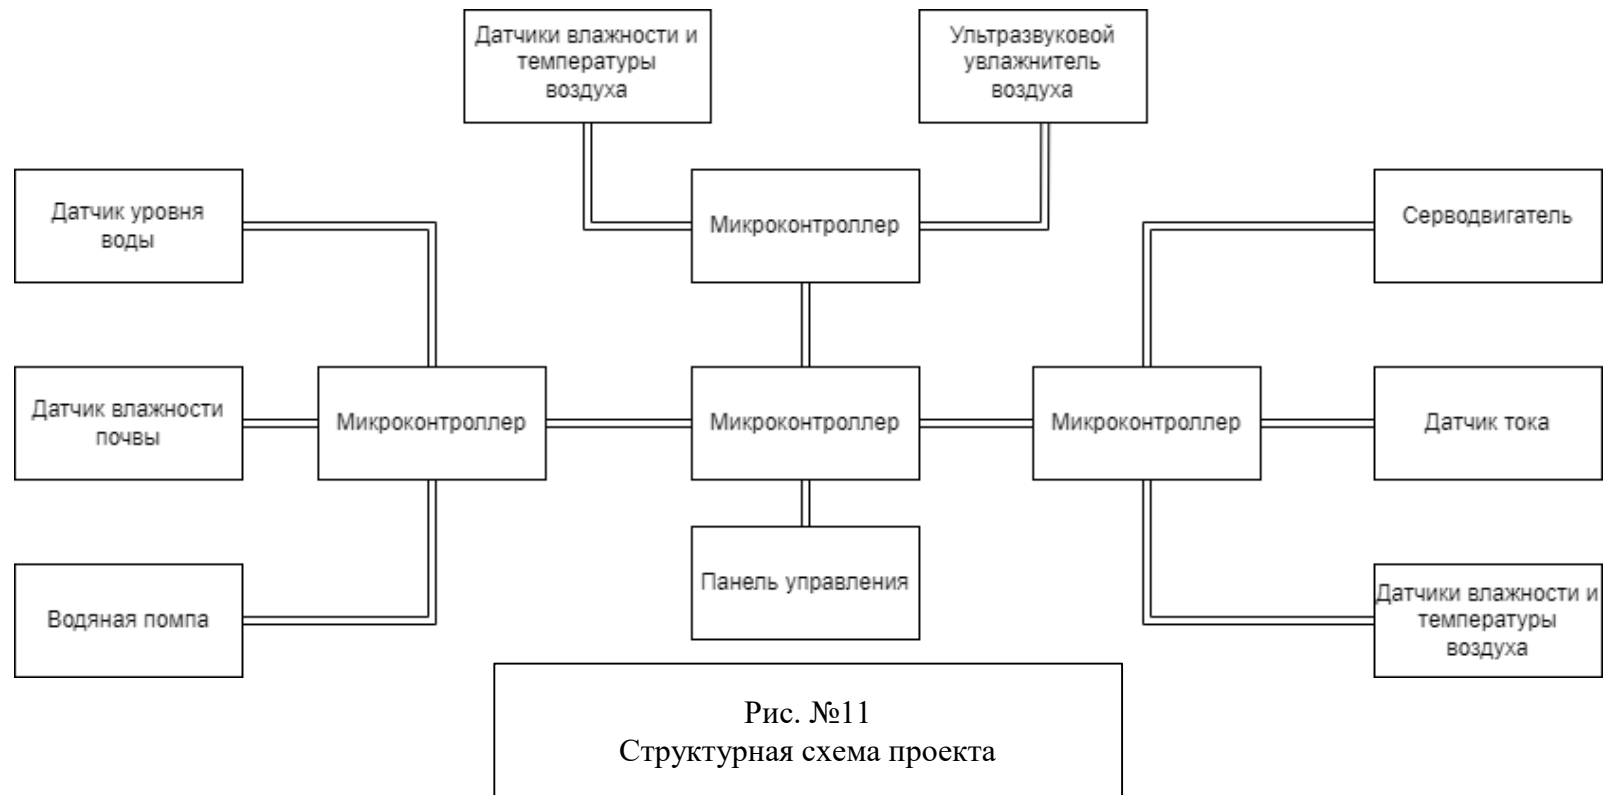 Датчики влажности и
температуры
воздуха
Ультразвуковой
увлажнитель
воздуха
Датчик уровня
воды
Микроконтроллер
Серводвигатель
Датчик влажности
почвы
Микроконтроллер
Микроконтроллер
Микроконтроллер
Датчик тока
Водяная помпа
Панель управления
Датчики влажности и
температуры
воздуха
Рис. №11
Структурная схема проекта